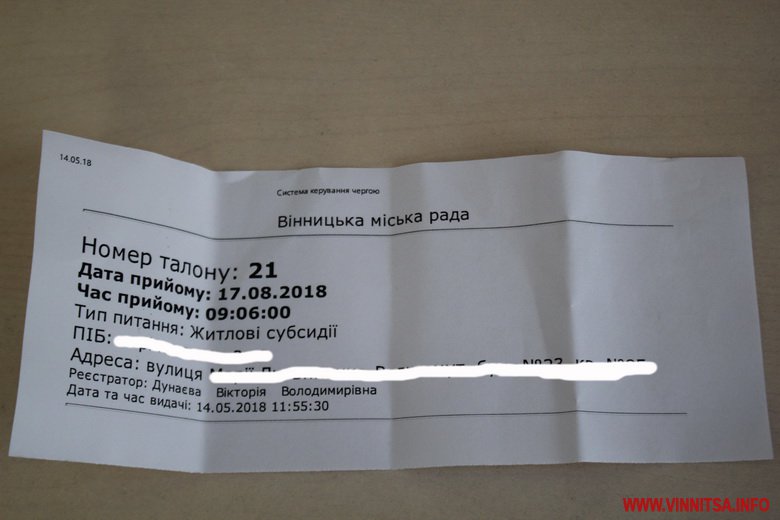 14.05.18
Система керування чергою
Вінницька міська рада
Номер талону: 21
Дата прийому: 17.08.2018
Час прийому: 09:06:00
Тип питання: Житлові субсидії
ПІБ:
Адреса: вулиця
Реєстратор: Дунаєва Вікторія Володимирівна
Дата та час видачі: 14.05.2018 11:55:30
WWW.VINNITSA.INFO